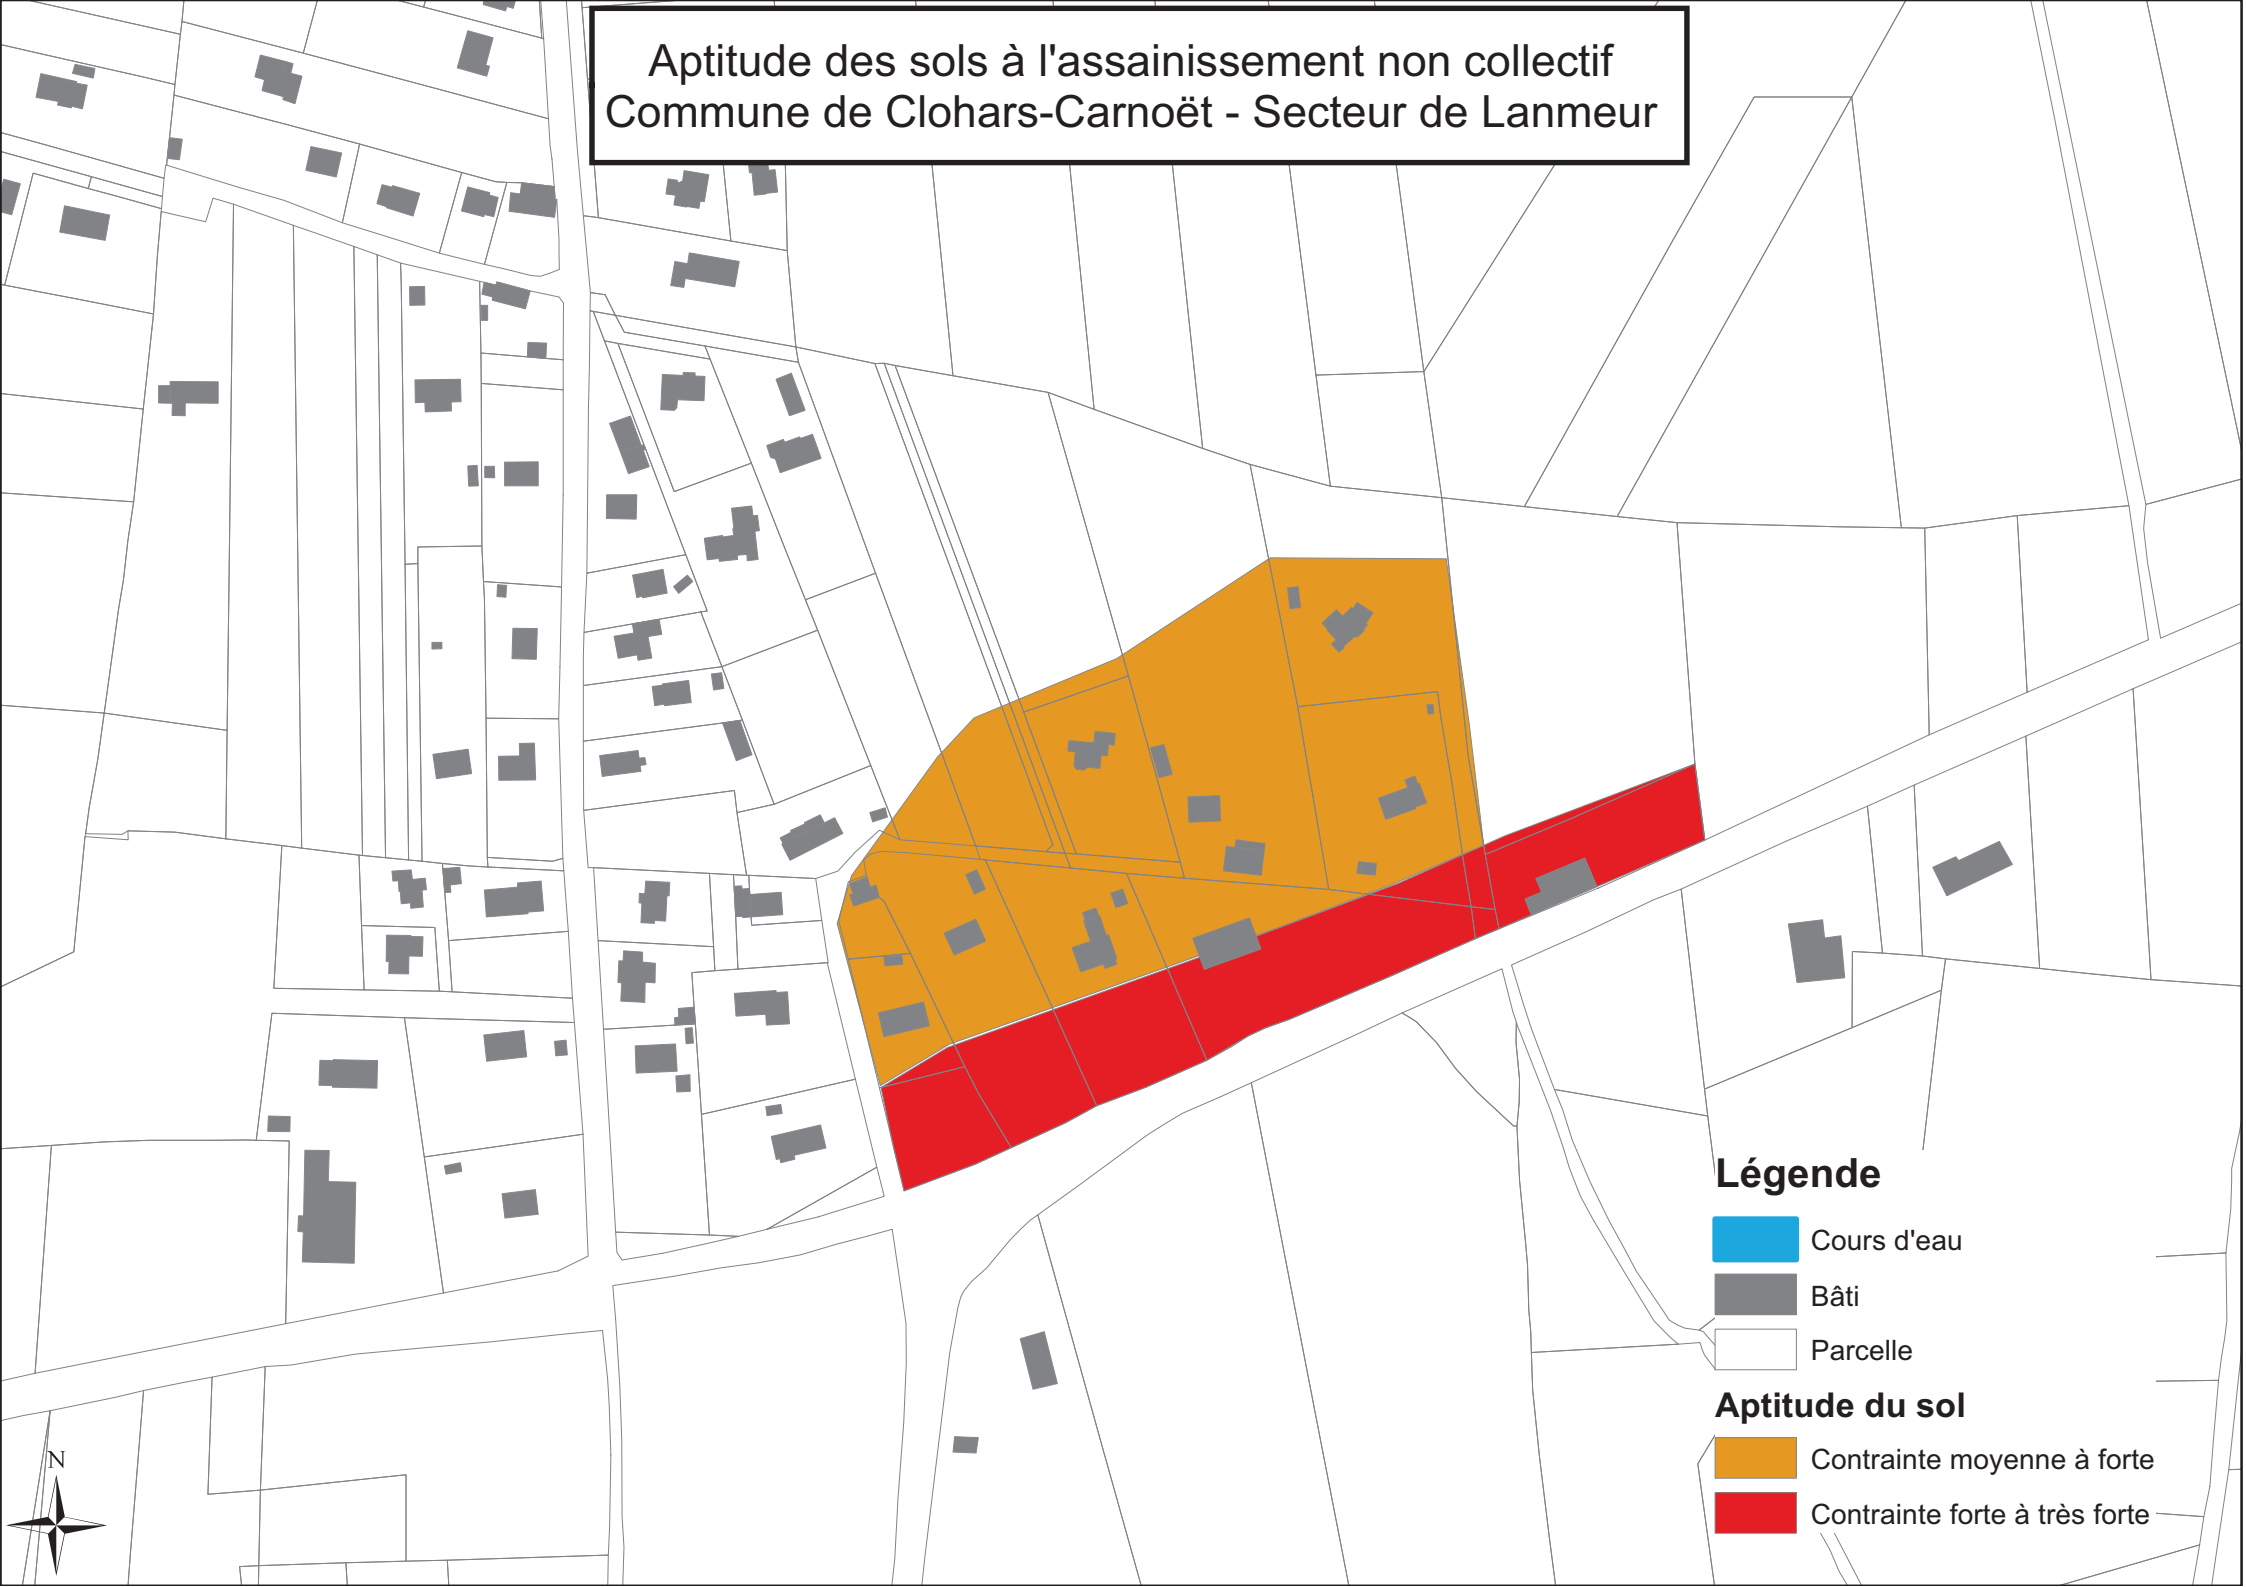 Aptitude des sols à l'assainissement non collectif
Commune de Clohars-Carnoët - Secteur de Lanmeur
Légende
Cours d'eau
Bâti
Parcelle
Aptitude du sol
Contrainte moyenne à forte
Contrainte forte à très forte
N